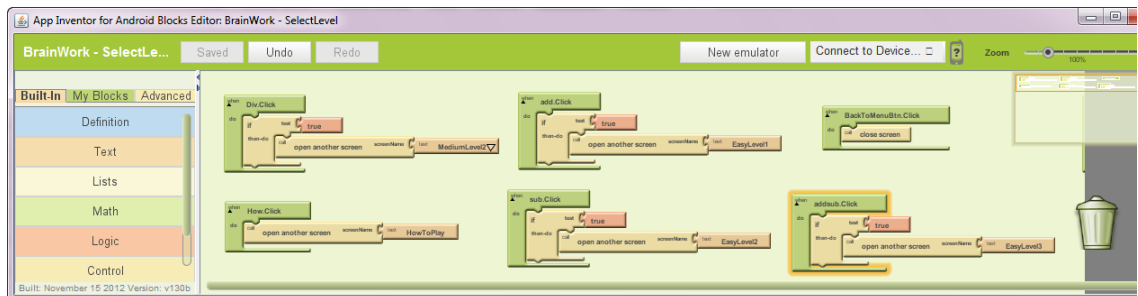 App Inventor for Android Blocks Editor: BrainWork - SelectLevel
BrainWork - SelectLe... Saved Undo Redo New emulator Connect to Device... ? Zoom 100%
Built-In My Blocks Advanced
Definition
Text
Lists
Math
Logic
Control
Built: November 15 2012 Version: v130b
when Div.Click
do if test true
then-do call open another screen screenName text MediumLevel2
when add.Click
do if test true
then-do call open another screen screenName text EasyLevel1
when BackToMenuBtn.Click
do call close screen
when How.Click
do call open another screen screenName text HowToPlay
when sub.Click
do if test true
then-do call open another screen screenName text EasyLevel2
when addsub.Click
do if test true
then-do call open another screen screenName text EasyLevel3